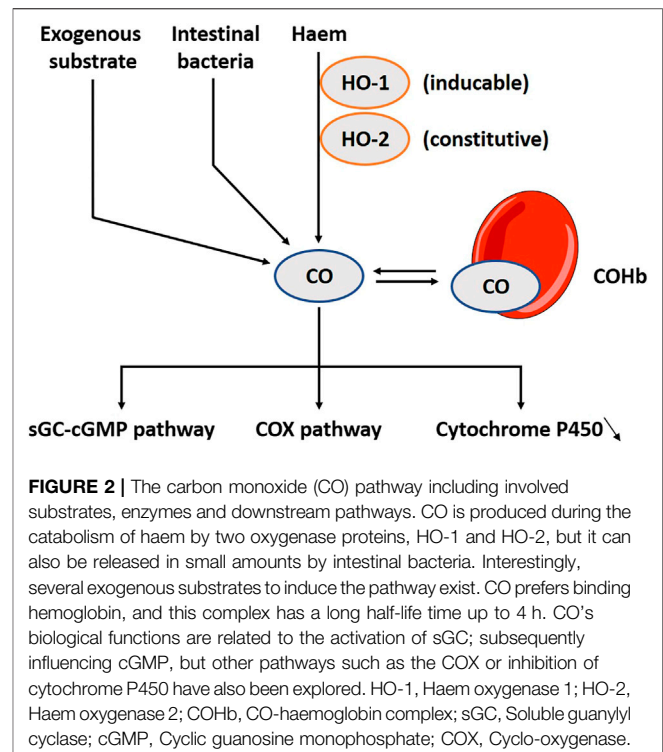 Exogenous substrate
Intestinal bacteria
Haem
HO-1 (inducable)
HO-2 (constitutive)
CO
CO
COHb
sGC-cGMP pathway
COX pathway
Cytochrome P450
FIGURE 2 | The carbon monoxide (CO) pathway including involved
substrates, enzymes and downstream pathways. CO is produced during the
catabolism of haem by two oxygenase proteins, HO-1 and HO-2, but it can
also be released in small amounts by intestinal bacteria. Interestingly,
several exogenous substrates to induce the pathway exist. CO prefers binding
hemoglobin, and this complex has a long half-life time up to 4 h. CO’s
biological functions are related to the activation of sGC; subsequently
influencing cGMP, but other pathways such as the COX or inhibition of
cytochrome P450 have also been explored. HO-1, Haem oxygenase 1; HO-2,
Haem oxygenase 2; COHb, CO-haemoglobin complex; sGC, Soluble guanylyl
cyclase; cGMP, Cyclic guanosine monophosphate; COX, Cyclo-oxygenase.